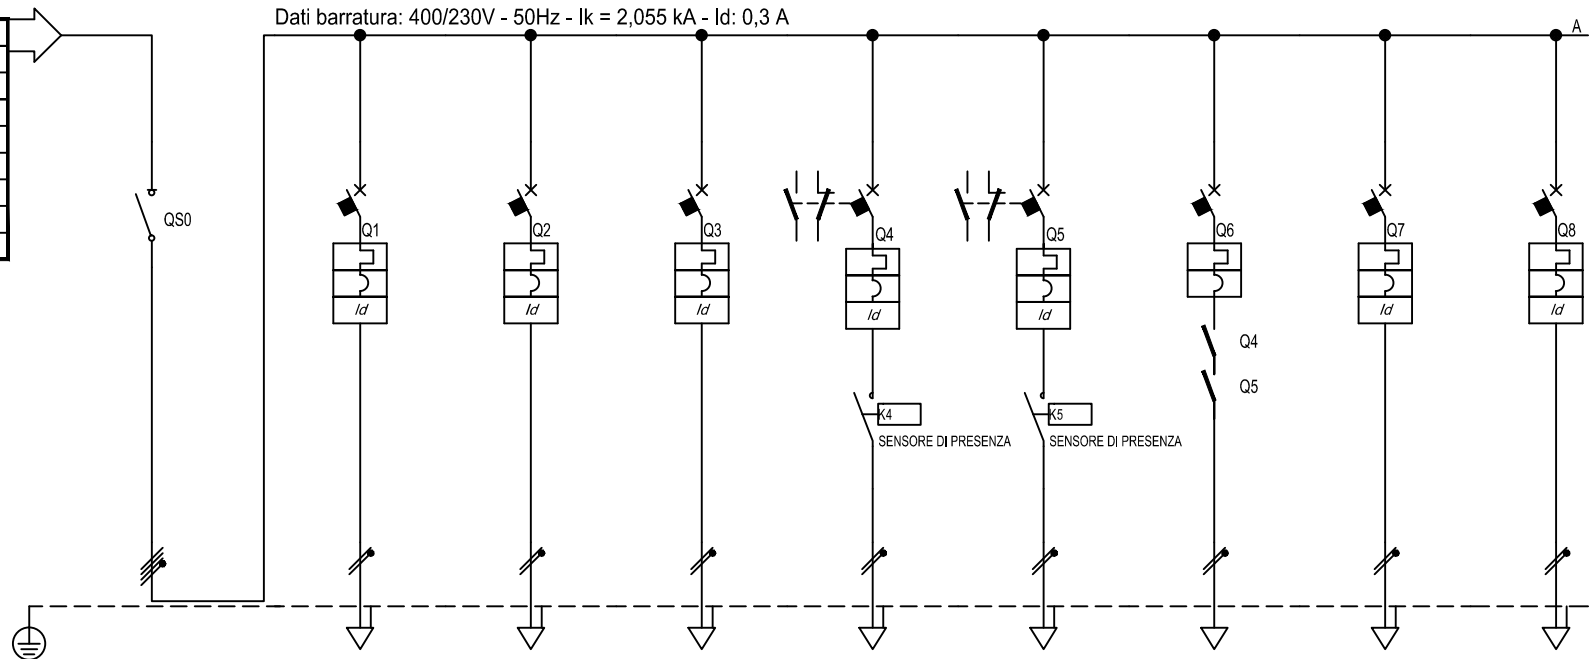 Dati barratura: 400/230V - 50Hz - Ik = 2,055 kA - Id: 0,3 A
A
QS0
Q1
Q2
Q3
Q4
Q5
Q6
Q7
Q8
Id
Id
Id
Id
Id
Id
Id
Q4
Q5
K4
K5
SENSORE DI PRESENZA
SENSORE DI PRESENZA